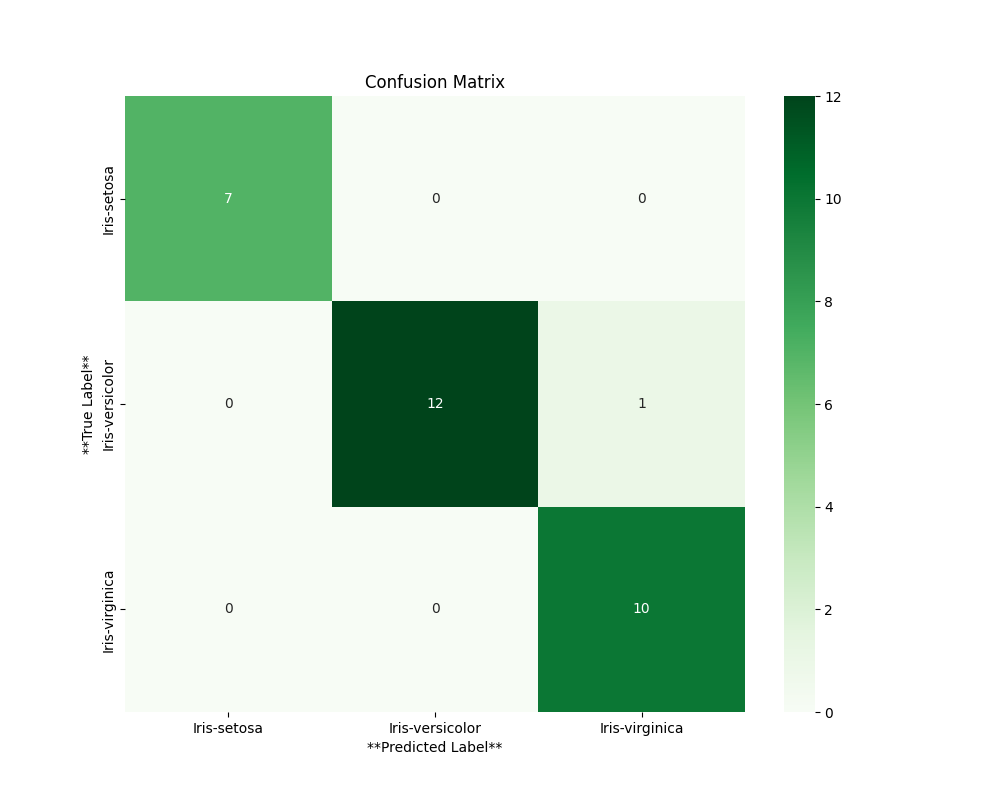 Confusion Matrix
Iris-setosa
7
0
0
Iris-versicolor
0
12
1
Iris-virginica
0
0
10
**True Label**
Iris-setosa
Iris-versicolor
Iris-virginica
**Predicted Label**
12
10
8
6
4
2
0